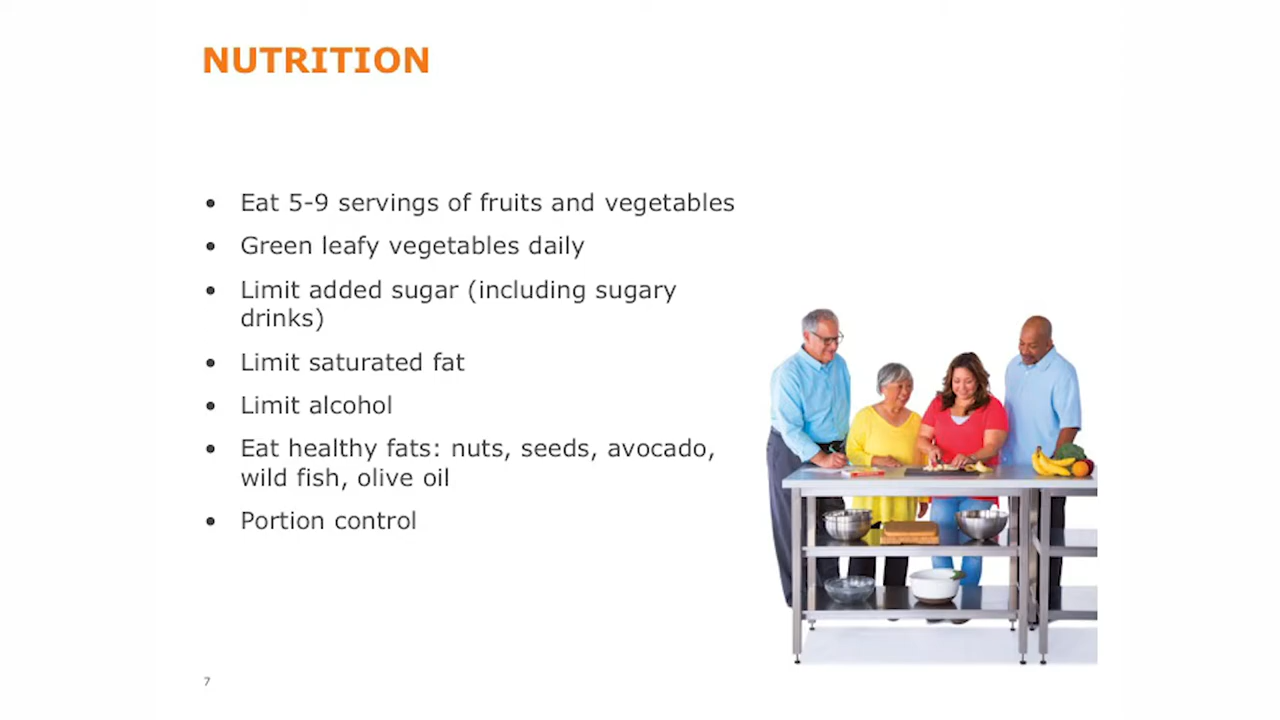 NUTRITION
• Eat 5-9 servings of fruits and vegetables
• Green leafy vegetables daily
• Limit added sugar (including sugary
drinks)
• Limit saturated fat
• Limit alcohol
• Eat healthy fats: nuts, seeds, avocado,
wild fish, olive oil
• Portion control
7